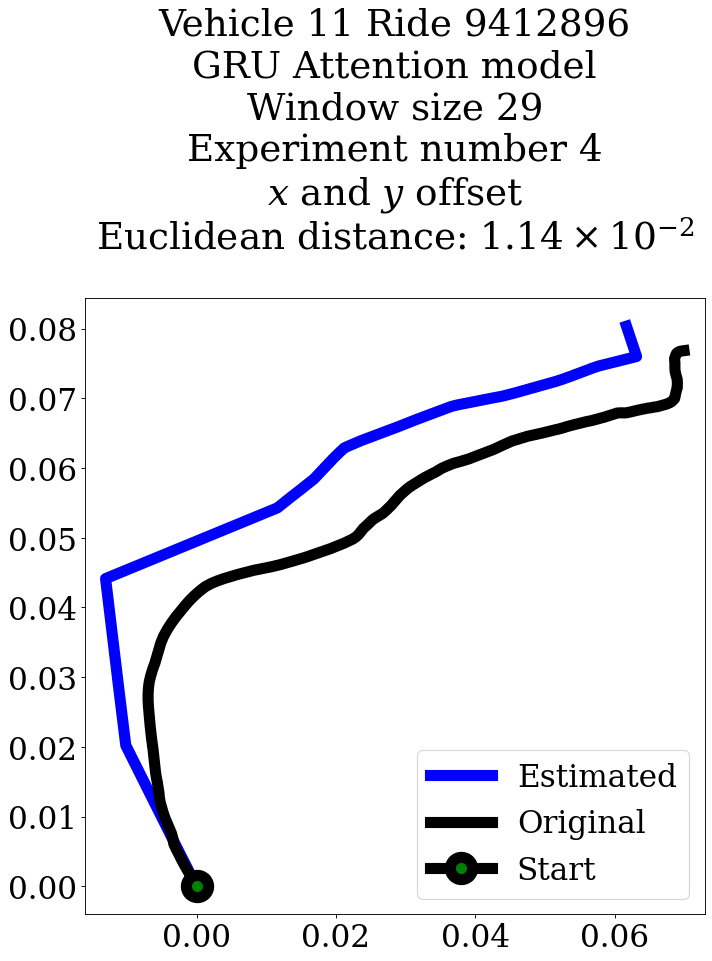 Vehicle 11 Ride 9412896
GRU Attention model
Window size 29
Experiment number 4
x and y offset
Euclidean distance: 1.14 × 10⁻²
0.08
0.07
0.06
0.05
0.04
0.03
0.02
0.01
0.00
Estimated
Original
Start
0.00 0.02 0.04 0.06